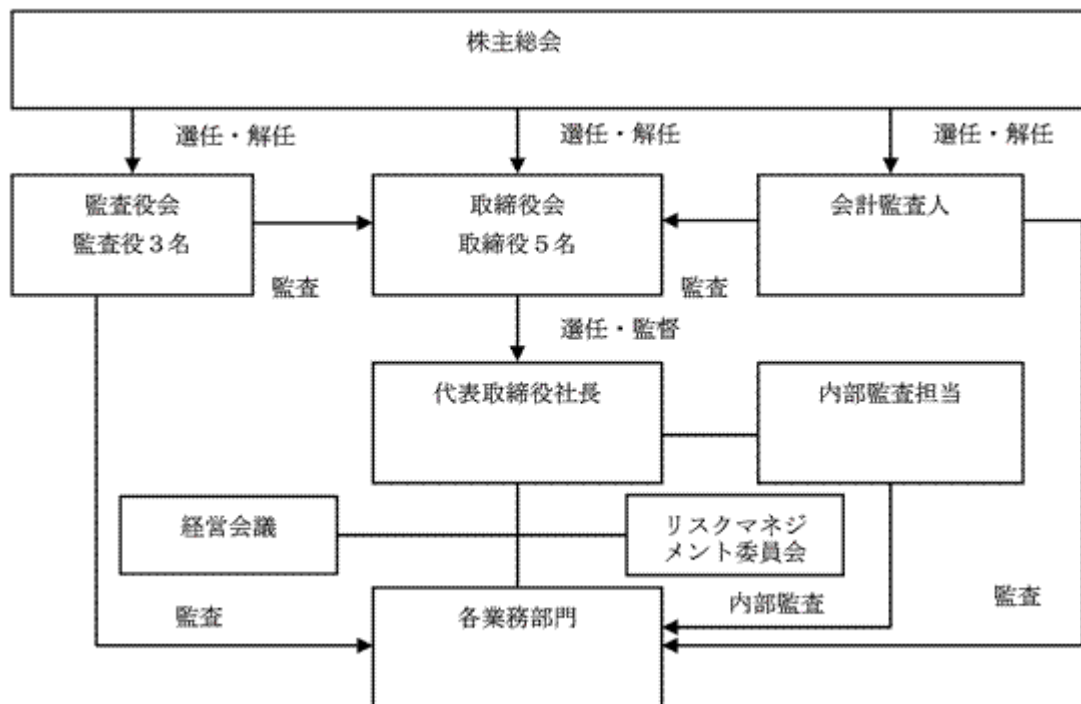 株主総会
選任・解任
選任・解任
選任・解任
監査役会
監査役３名
取締役会
取締役５名
会計監査人
監査
監査
選任・監督
代表取締役社長
内部監査担当
経営会議
リスクマネジ
メント委員会
監査
内部監査
監査
各業務部門